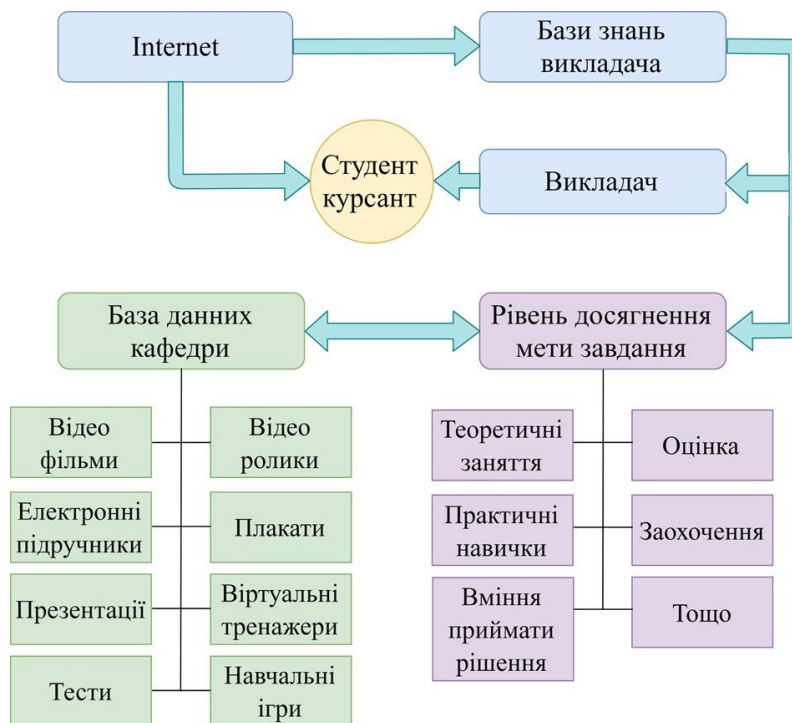 Internet
Бази знань
викладача
Студент
курсант
Викладач
База данних
кафедри
Рівень досягнення
мети завдання
Відео
фільми
Відео
ролики
Електронні
підручники
Плакати
Презентації
Віртуальні
тренажери
Тести
Навчальні
ігри
Теоретичні
заняття
Оцінка
Практичні
навички
Заохочення
Вміння
приймати
рішення
Тощо